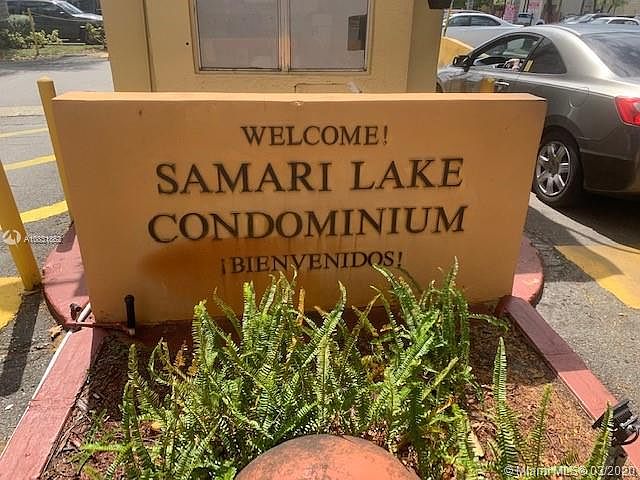 WELCOME!
SAMARI LAKE
CONDOMINIUM
¡BIENVENIDOS!
© Miami MLS © 03/2020